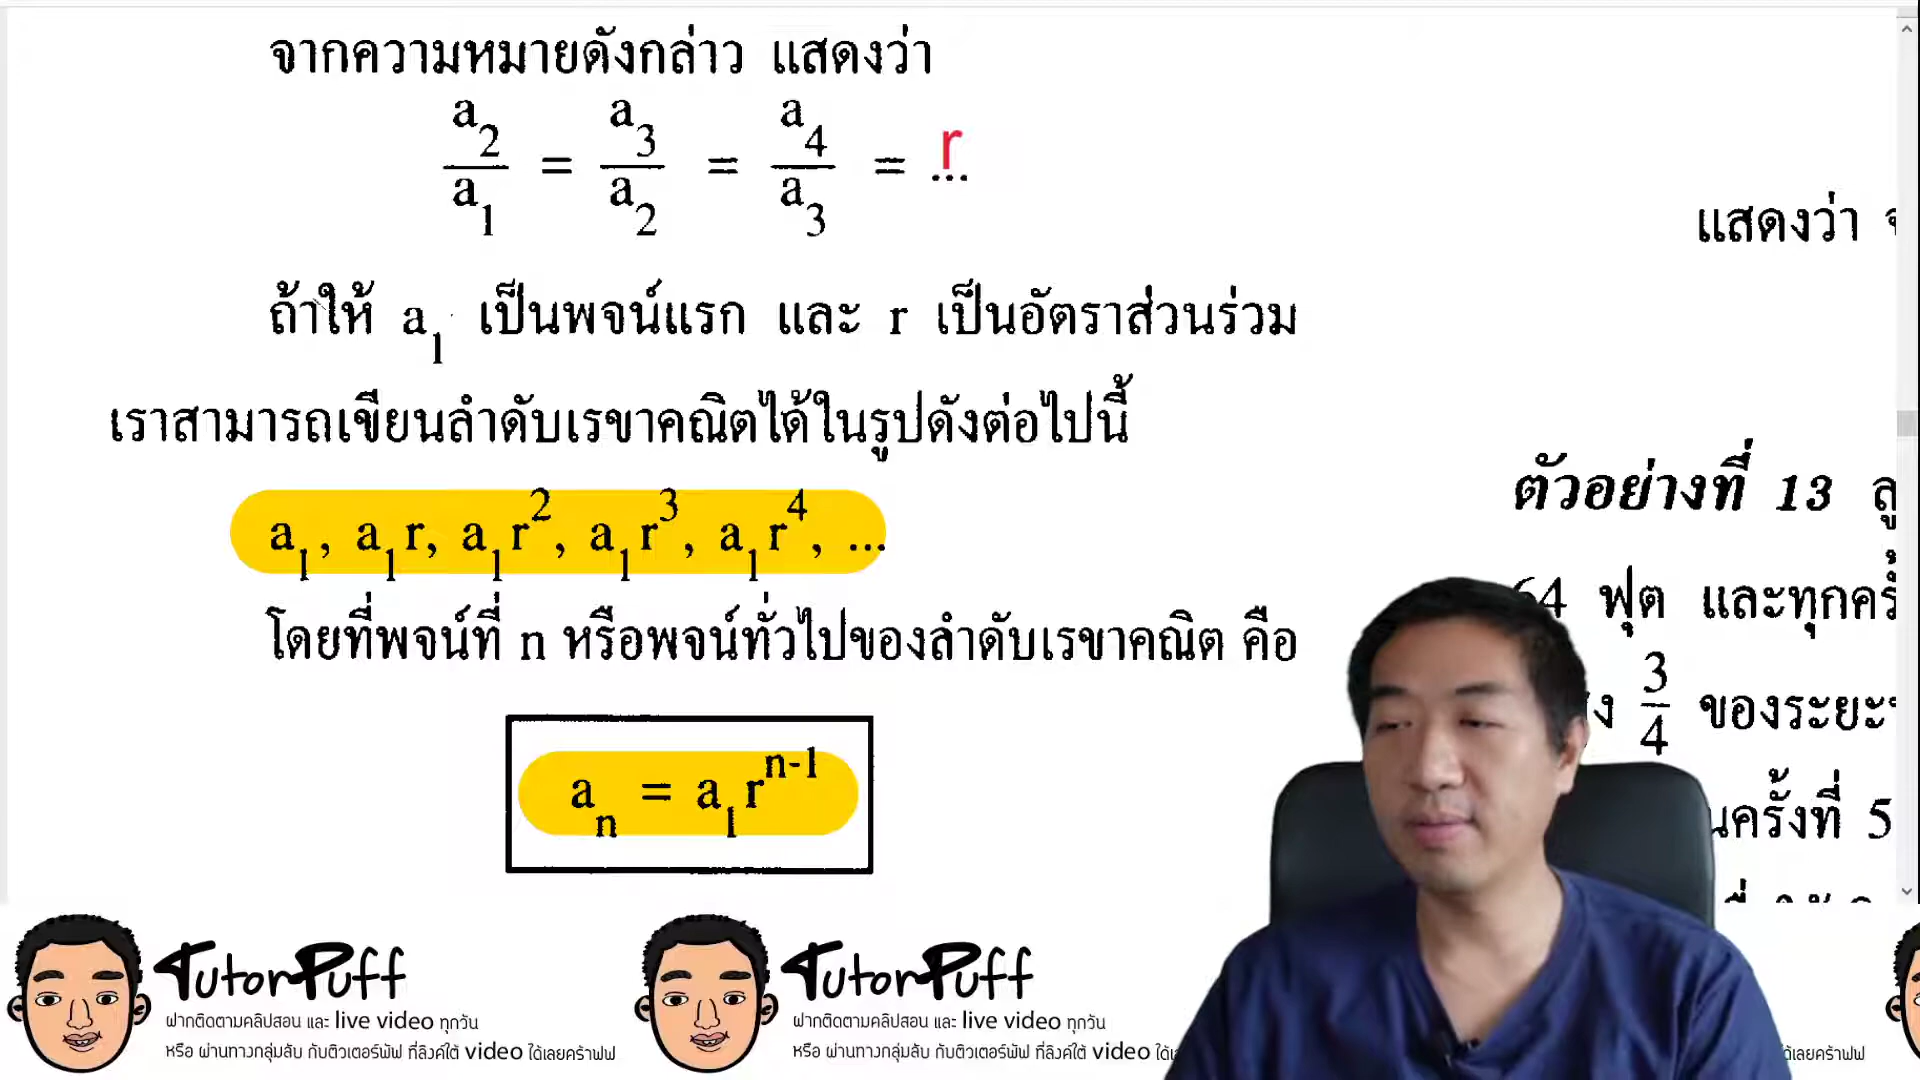 จากความหมายดังกล่าว แสดงว่า
a2/a1 = a3/a2 = a4/a3 = ... r
ถ้าให้ a1 เป็นพจน์แรก และ r เป็นอัตราส่วนร่วม
เราสามารถเขียนลำดับเรขาคณิตได้ในรูปดังต่อไปนี้
a1, a1r, a1r², a1r³, a1r⁴, ...
โดยที่พจน์ที่ n หรือพจน์ทั่วไปของลำดับเรขาคณิต คือ
an = a1rⁿ⁻¹
แสดงว่า
ตัวอย่างที่ 13
64 ฟุต และทุกครั้
3/4 ของระยะ
ครั้งที่ 5
TutorPuff
ฝากติดตามคลิปสอน และ live video ทุกวัน
หรือ ผ่านทางกลุ่มลับ กับติวเตอร์พัฟ ที่ลิงค์ใต้ video ได้เลยคร้าฟฟ
TutorPuff
ฝากติดตามคลิปสอน และ live video ทุกวัน
หรือ ผ่านทางกลุ่มลับ กับติวเตอร์พัฟ ที่ลิงค์ใต้ video
ได้เลยคร้าฟฟ